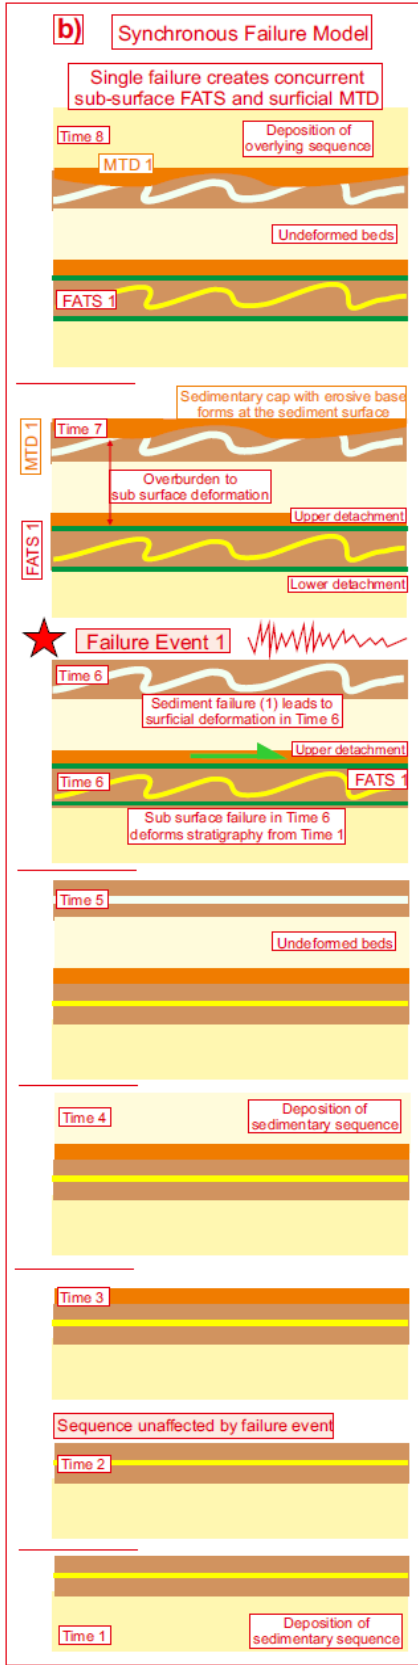 b)
Synchronous Failure Model
Single failure creates concurrent
sub-surface FATS and surficial MTD
Time 8
Deposition of
overlying sequence
MTD 1
Undeformed beds
FATS 1
Sedimentary cap with erosive base
forms at the sediment surface
MTD 1
Time 7
Overburden to
sub surface deformation
FATS 1
Upper detachment
Lower detachment
Failure Event 1
Time 6
Sediment failure (1) leads to
surficial deformation in Time 6
Upper detachment
Time 6
FATS 1
Sub surface failure in Time 6
deforms stratigraphy from Time 1
Time 5
Undeformed beds
Time 4
Deposition of
sedimentary sequence
Time 3
Sequence unaffected by failure event
Time 2
Time 1
Deposition of
sedimentary sequence